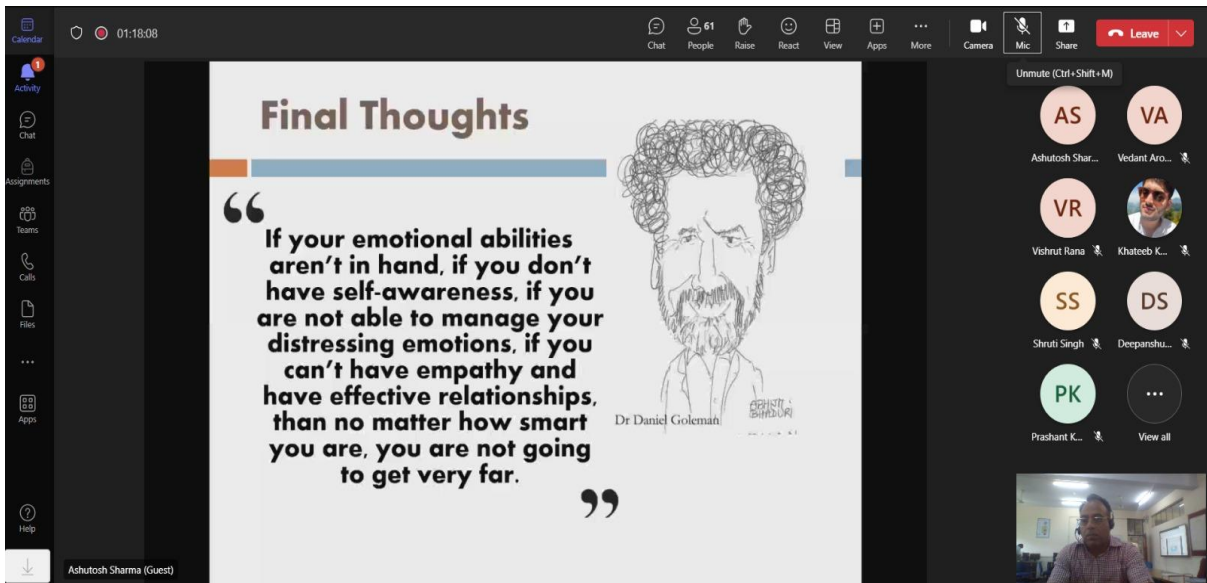 Calendar
01:18:08
Chat
61
People
Raise
React
View
Apps
More
Camera
Mic
Share
Leave
Unmute (Ctrl+Shift+M)
1
Activity
Chat
Assignments
Teams
Calls
Files
Apps
Help
Final Thoughts
“
If your emotional abilities
aren't in hand, if you don't
have self-awareness, if you
are not able to manage your
distressing emotions, if you
can't have empathy and
have effective relationships,
than no matter how smart
you are, you are not going
to get very far.
”
Dr Daniel Goleman
ABHIJIT
BHADURI
Ashutosh Sharma (Guest)
AS
VA
Ashutosh Shar...
Vedant Aro...
VR
Vishrut Rana
Khateeb K...
SS
DS
Shruti Singh
Deepanshu...
PK
Prashant K...
View all